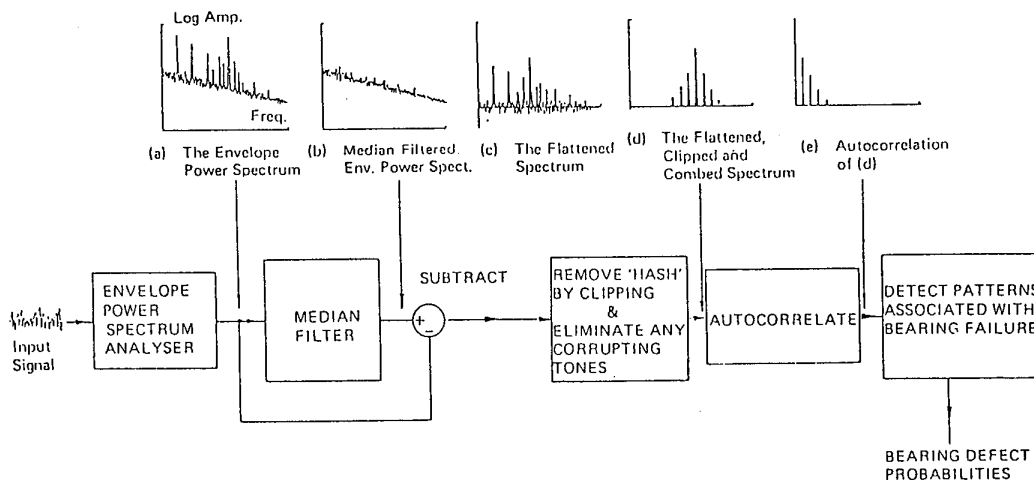 Log Amp.
Freq.
(a) The Envelope
Power Spectrum
(b) Median Filtered.
Env. Power Spect.
(c) The Flattened
Spectrum
(d) The Flattened,
Clipped and
Combed Spectrum
(e) Autocorrelation
of (d)
Input
Signal
ENVELOPE
POWER
SPECTRUM
ANALYSER
MEDIAN
FILTER
SUBTRACT
+
-
REMOVE 'HASH'
BY CLIPPING
&
ELIMINATE ANY
CORRUPTING
TONES
AUTOCORRELATE
DETECT PATTERNS
ASSOCIATED WITH
BEARING FAILURE
BEARING DEFECT
PROBABILITIES